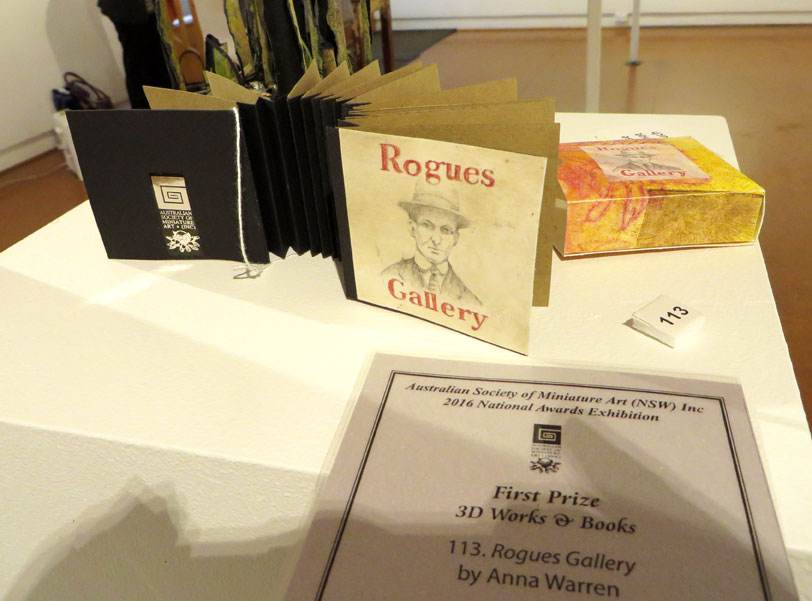 AUSTRALIAN
SOCIETY OF
MINIATURE
ART • (INC)
Rogues
Gallery
Rogues
Gallery
113
Australian Society of Miniature Art (NSW) Inc
2016 National Awards Exhibition
First Prize
3D Works & Books
113. Rogues Gallery
by Anna Warren